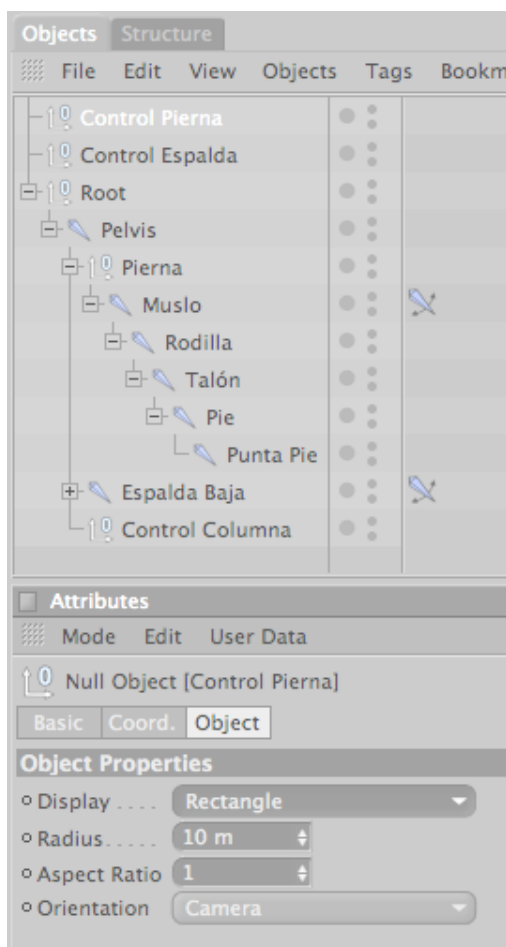 Objects Structure
File Edit View Objects Tags Bookm
Control Pierna
Control Espalda
Root
Pelvis
Pierna
Muslo
Rodilla
Talón
Pie
Punta Pie
Espalda Baja
Control Columna
Attributes
Mode Edit User Data
Null Object [Control Pierna]
Basic Coord. Object
Object Properties
Display . . . . Rectangle
Radius. . . . . 10 m
Aspect Ratio 1
Orientation Camera